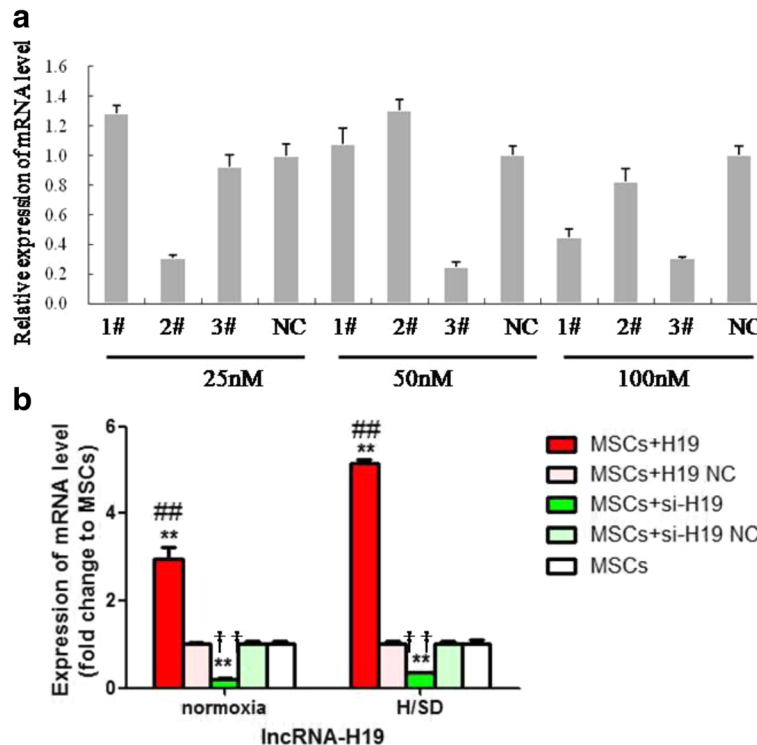 a
Relative expression of mRNA level
1.6
1.4
1.2
1.0
0.8
0.6
0.4
0.2
0.0
1# 2# 3# NC 1# 2# 3# NC 1# 2# 3# NC
25nM 50nM 100nM
b
Expression of mRNA level
(fold change to MSCs)
6
4
2
0
##
**
‡‡
**
##
**
‡‡
**
normoxia H/SD
lncRNA-H19
MSCs+H19
MSCs+H19 NC
MSCs+si-H19
MSCs+si-H19 NC
MSCs